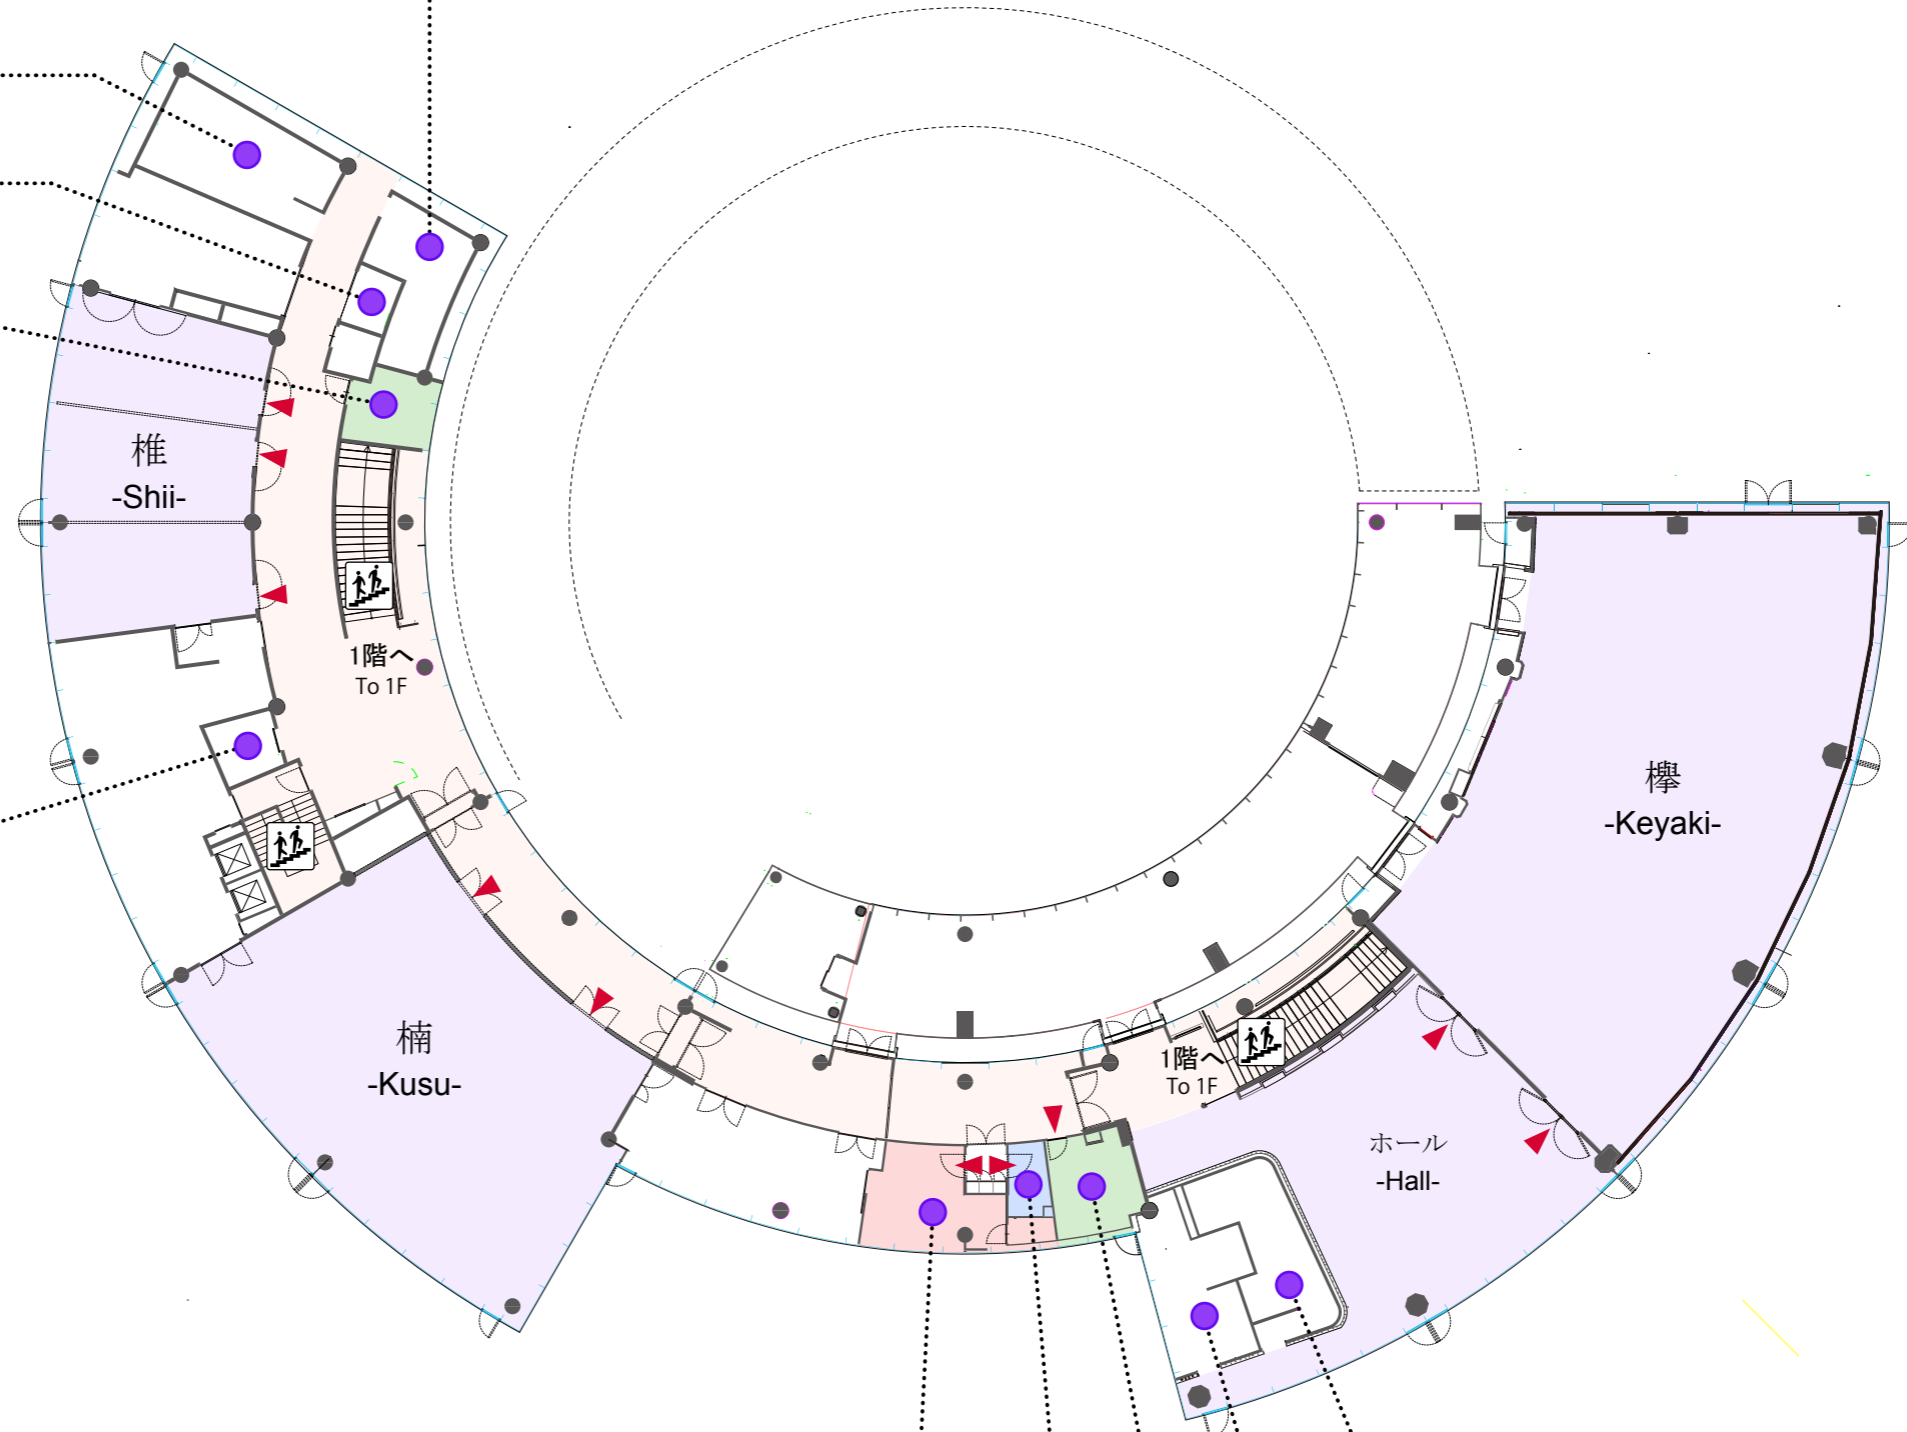 椎
-Shii-
1階へ
To 1F
欅
-Keyaki-
楠
-Kusu-
1階へ
To 1F
ホール
-Hall-